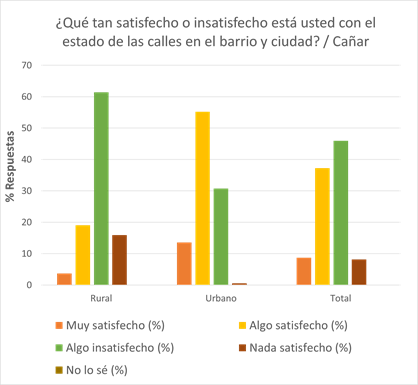 ¿Qué tan satisfecho o insatisfecho está usted con el
estado de las calles en el barrio y ciudad? / Cañar
% Respuestas
70
60
50
40
30
20
10
0
Rural
Urbano
Total
Muy satisfecho (%)
Algo satisfecho (%)
Algo insatisfecho (%)
Nada satisfecho (%)
No lo sé (%)